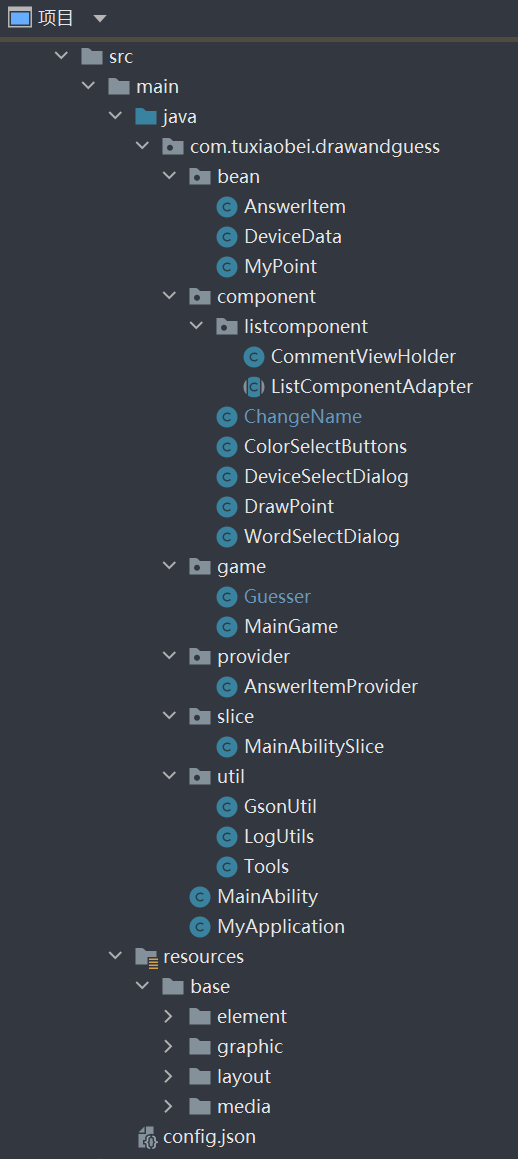 项目
src
main
java
com.tuxiaobei.drawandguess
bean
AnswerItem
DeviceData
MyPoint
component
listcomponent
CommentViewHolder
ListComponentAdapter
ChangeName
ColorSelectButtons
DeviceSelectDialog
DrawPoint
WordSelectDialog
game
Guesser
MainGame
provider
AnswerItemProvider
slice
MainAbilitySlice
util
GsonUtil
LogUtils
Tools
MainAbility
MyApplication
resources
base
element
graphic
layout
media
config.json